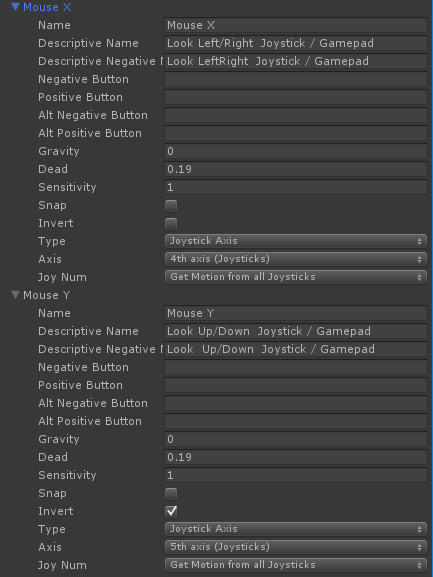 Mouse X
Name Mouse X
Descriptive Name Look Left/Right Joystick / Gamepad
Descriptive Negative N Look LeftRight Joystick / Gamepad
Negative Button
Positive Button
Alt Negative Button
Alt Positive Button
Gravity 0
Dead 0.19
Sensitivity 1
Snap
Invert
Type Joystick Axis
Axis 4th axis (Joysticks)
Joy Num Get Motion from all Joysticks
Mouse Y
Name Mouse Y
Descriptive Name Look Up/Down Joystick / Gamepad
Descriptive Negative N Look Up/Down Joystick / Gamepad
Negative Button
Positive Button
Alt Negative Button
Alt Positive Button
Gravity 0
Dead 0.19
Sensitivity 1
Snap
Invert
Type Joystick Axis
Axis 5th axis (Joysticks)
Joy Num Get Motion from all Joysticks